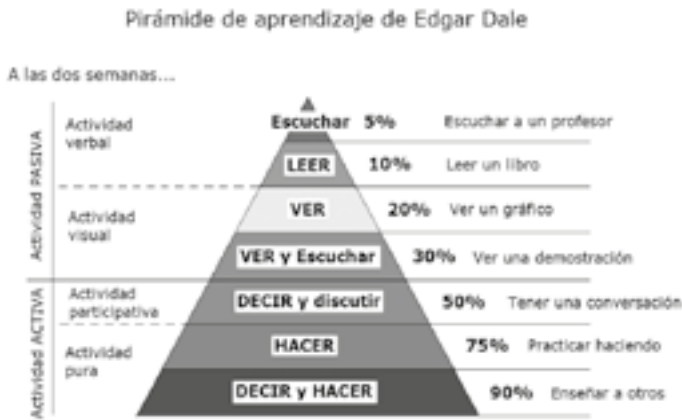 Pirámide de aprendizaje de Edgar Dale
A las dos semanas...
Actividad PASIVA
Actividad verbal
Escuchar 5% Escuchar a un profesor
LEER 10% Leer un libro
Actividad visual
VER 20% Ver un gráfico
VER y Escuchar 30% Ver una demostración
Actividad ACTIVA
Actividad participativa
DECIR y discutir 50% Tener una conversación
Actividad pura
HACER 75% Practicar haciendo
DECIR y HACER 90% Enseñar a otros